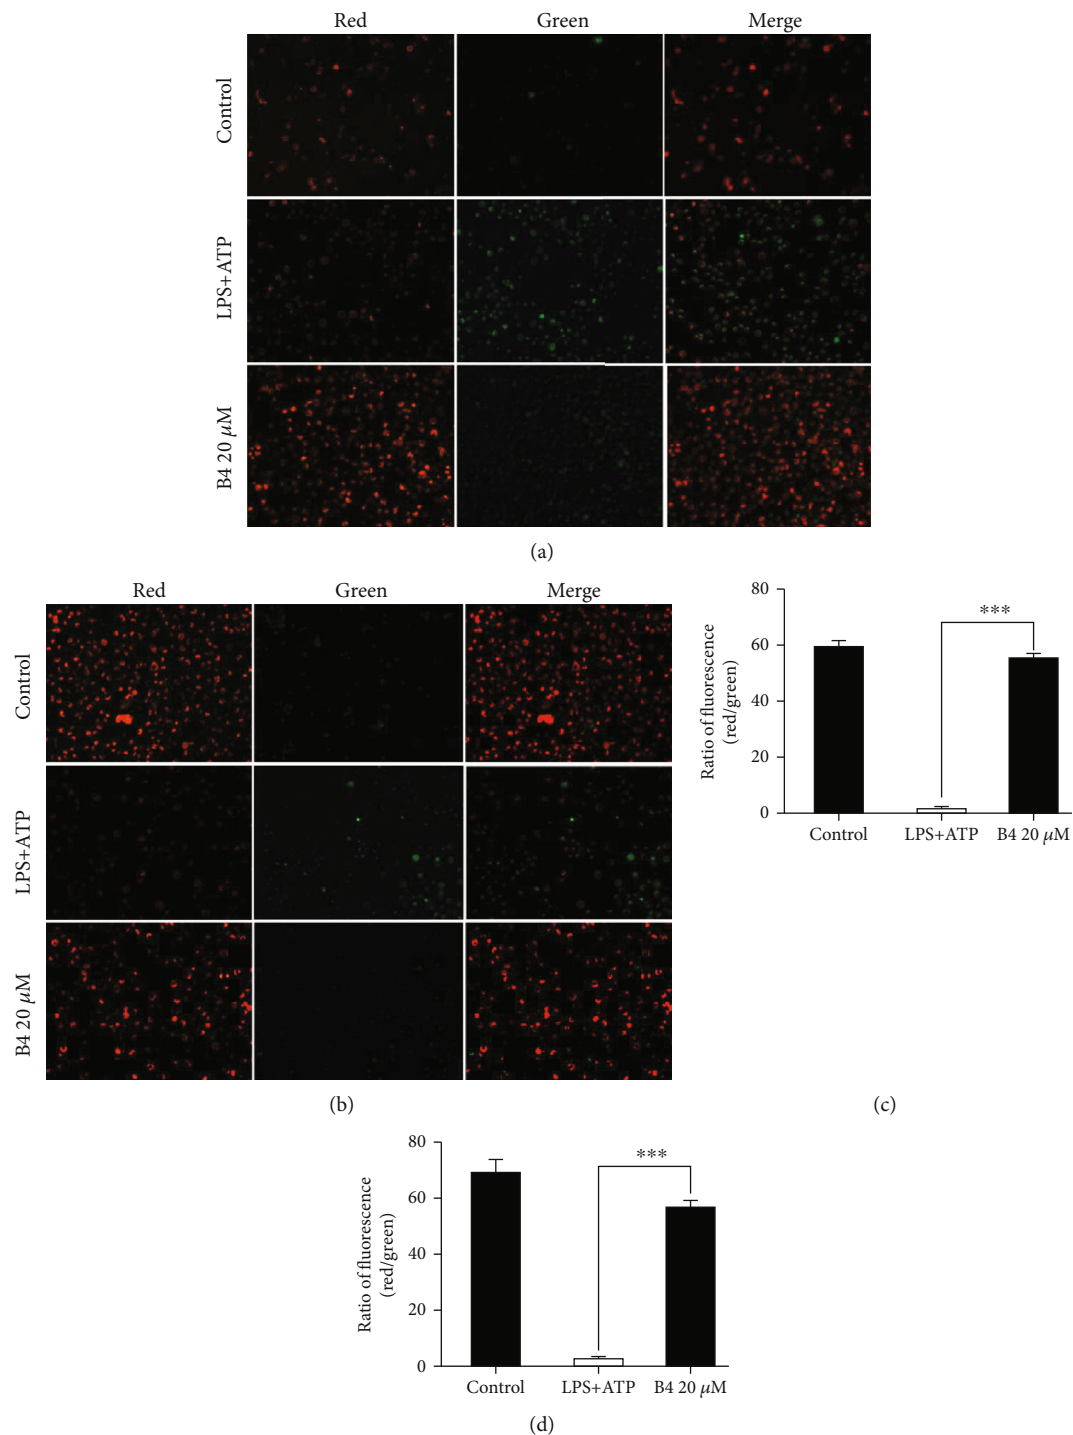 Red Green Merge
Control
LPS+ATP
B4 20 μM
(a)
Red Green Merge
Control
LPS+ATP
B4 20 μM
(b)
80
60
40
20
0
Ratio of fluorescence
(red/green)
***
Control LPS+ATP B4 20 μM
(c)
80
60
40
20
0
Ratio of fluorescence
(red/green)
***
Control LPS+ATP B4 20 μM
(d)